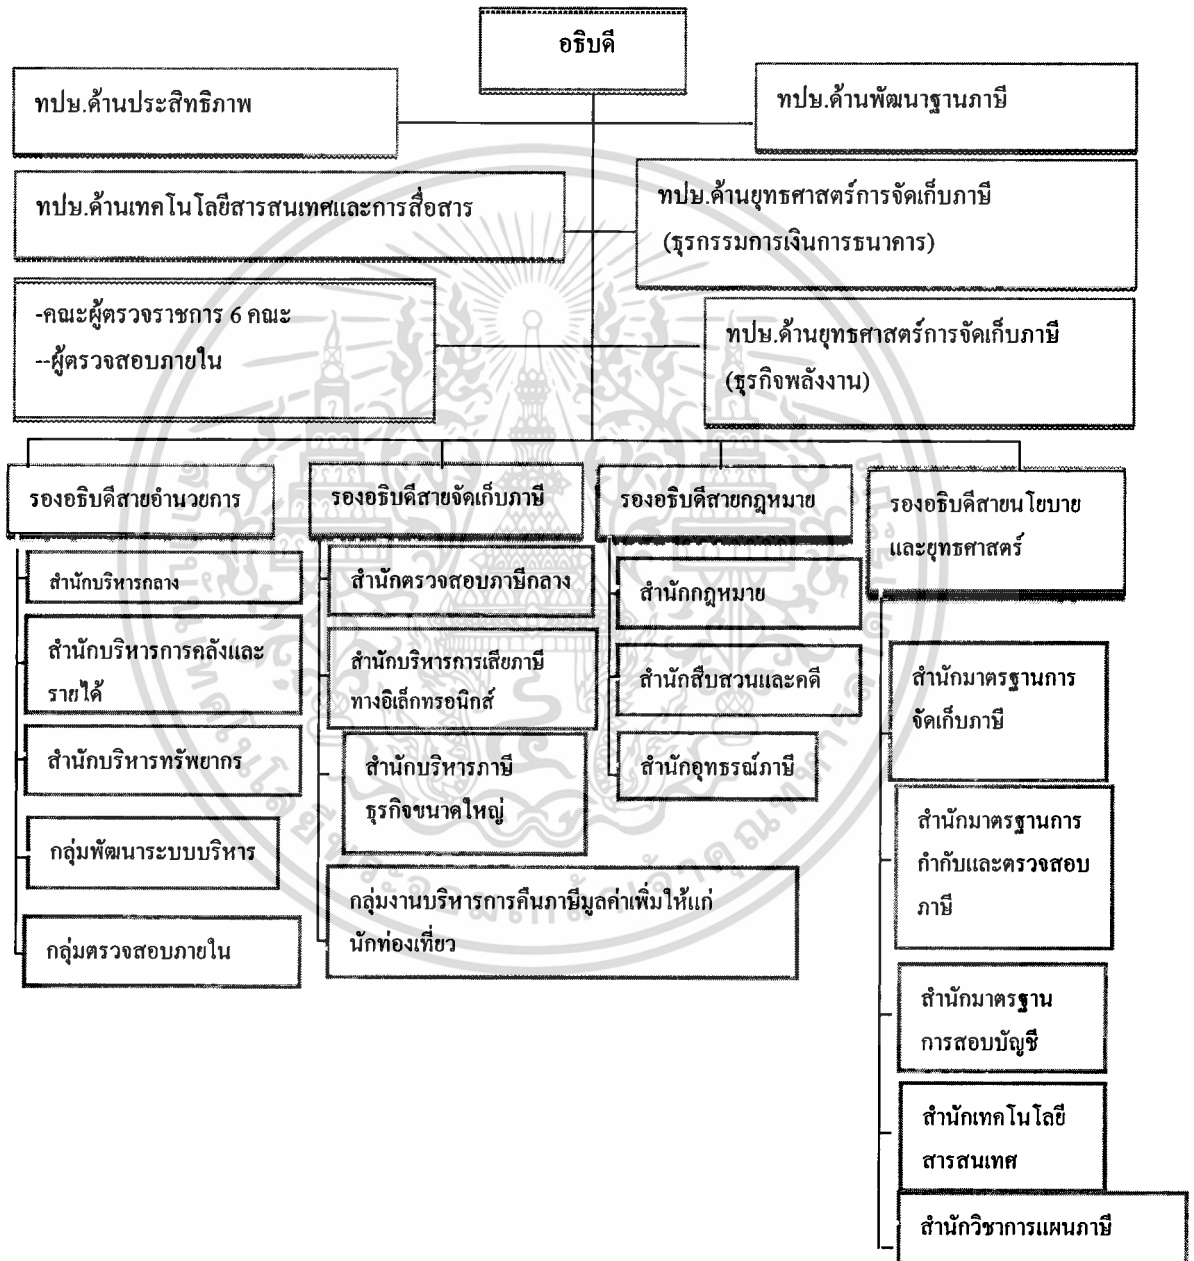 อธิบดี
ทปษ.ด้านประสิทธิภาพ
ทปษ.ด้านพัฒนาฐานภาษี
ทปษ.ด้านเทคโนโลยีสารสนเทศและการสื่อสาร
ทปษ.ด้านยุทธศาสตร์การจัดเก็บภาษี
(ธุรกรรมการเงินการธนาคาร)
-คณะผู้ตรวจราชการ 6 คณะ
--ผู้ตรวจสอบภายใน
ทปษ.ด้านยุทธศาสตร์การจัดเก็บภาษี
(ธุรกิจพลังงาน)
รองอธิบดีสายอำนวยการ
สำนักบริหารกลาง
สำนักบริหารการคลังและ
รายได้
สำนักบริหารทรัพยากร
กลุ่มพัฒนาระบบบริหาร
กลุ่มตรวจสอบภายใน
รองอธิบดีสายจัดเก็บภาษี
สำนักตรวจสอบภาษีกลาง
สำนักบริหารการเสียภาษี
ทางอิเล็กทรอนิกส์
สำนักบริหารภาษี
ธุรกิจขนาดใหญ่
กลุ่มงานบริหารการคืนภาษีมูลค่าเพิ่มให้แก่
นักท่องเที่ยว
รองอธิบดีสายกฎหมาย
สำนักกฎหมาย
สำนักสืบสวนและคดี
สำนักอุทธรณ์ภาษี
รองอธิบดีสายนโยบาย
และยุทธศาสตร์
สำนักมาตรฐานการ
จัดเก็บภาษี
สำนักมาตรฐานการ
กำกับและตรวจสอบ
ภาษี
สำนักมาตรฐาน
การสอบบัญชี
สำนักเทคโนโลยี
สารสนเทศ
สำนักวิชาการแผนภาษี